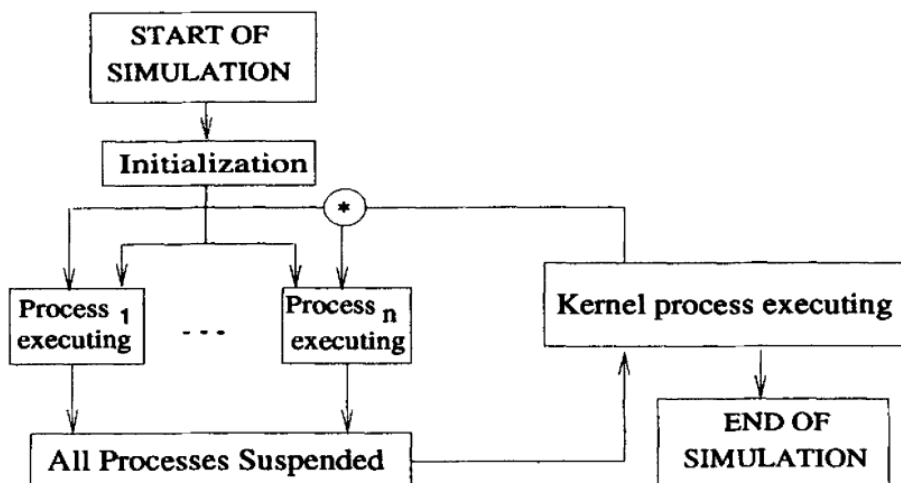 START OF
SIMULATION
Initialization
*
Process 1
executing
...
Process n
executing
Kernel process executing
All Processes Suspended
END OF
SIMULATION